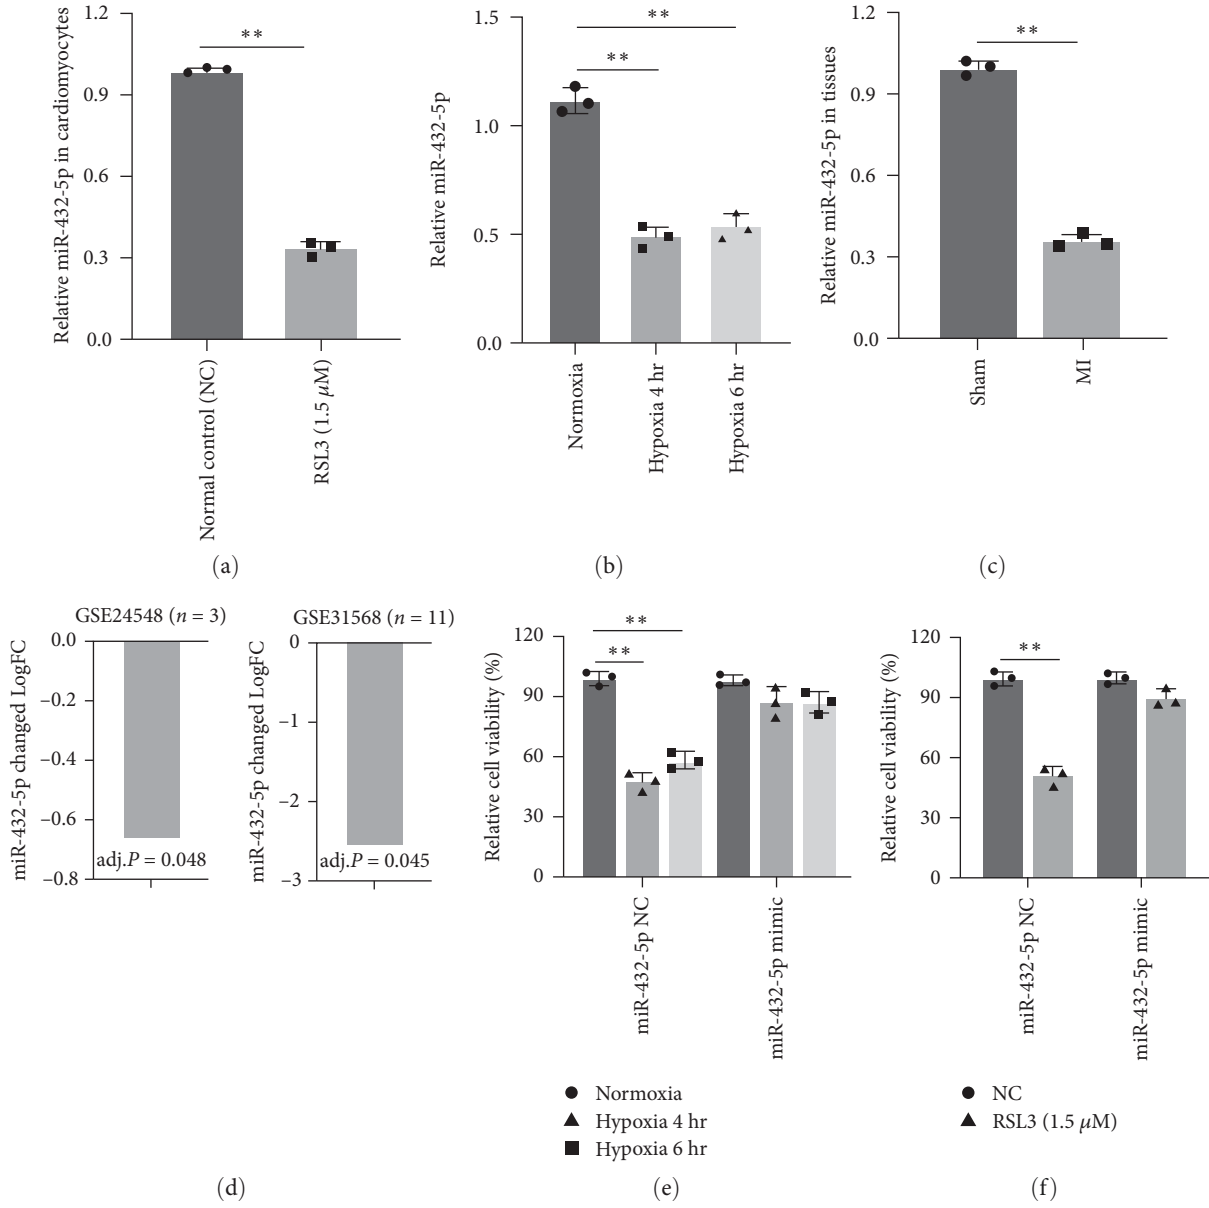 Relative miR-432-5p in cardiomyocytes
1.2
0.9
0.6
0.3
0.0
**
Normal control (NC)
RSL3 (1.5 μM)
(a)
Relative miR-432-5p
1.5
1.0
0.5
0.0
**
**
Normoxia
Hypoxia 4 hr
Hypoxia 6 hr
(b)
Relative miR-432-5p in tissues
1.2
0.9
0.6
0.3
0.0
**
Sham
MI
(c)
GSE24548 (n = 3)
miR-432-5p changed LogFC
0.0
−0.2
−0.4
−0.6
−0.8
adj.P = 0.048
GSE31568 (n = 11)
miR-432-5p changed LogFC
0
−1
−2
−3
adj.P = 0.045
(d)
Relative cell viability (%)
120
90
60
30
0
**
**
miR-432-5p NC
miR-432-5p mimic
Normoxia
Hypoxia 4 hr
Hypoxia 6 hr
(e)
Relative cell viability (%)
120
90
60
30
0
**
miR-432-5p NC
miR-432-5p mimic
NC
RSL3 (1.5 μM)
(f)